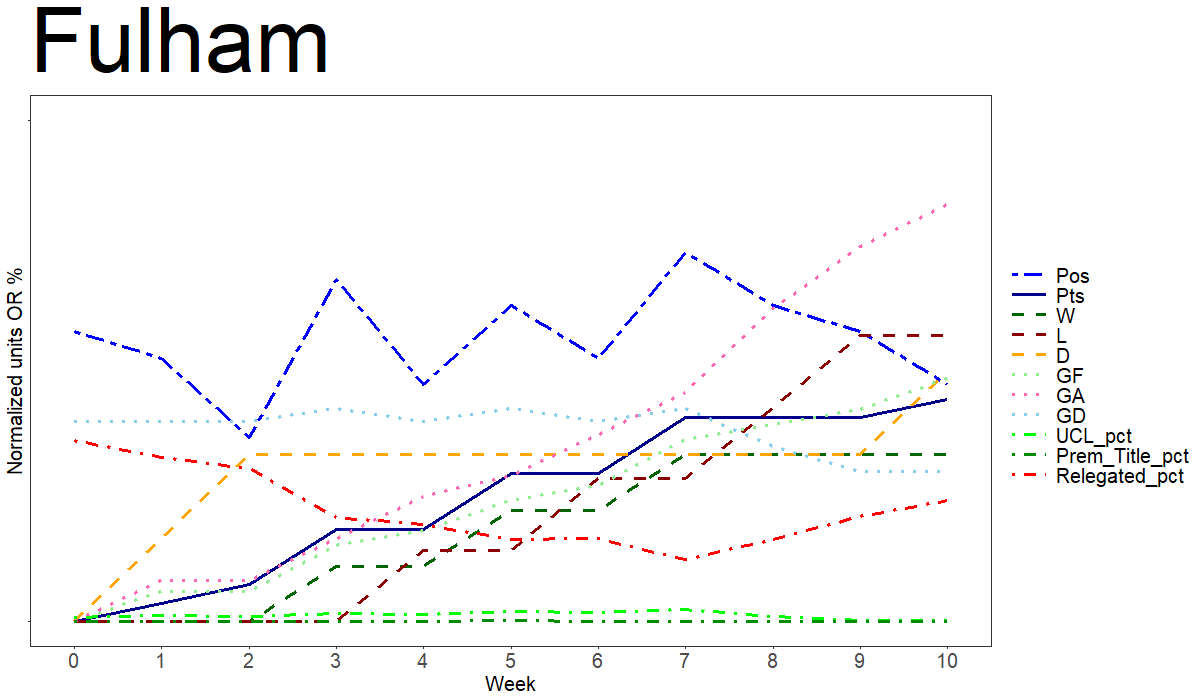 Fulham
Normalized units OR %
Pos
Pts
W
L
D
GF
GA
GD
UCL_pct
Prem_Title_pct
Relegated_pct
0 1 2 3 4 5 6 7 8 9 10
Week